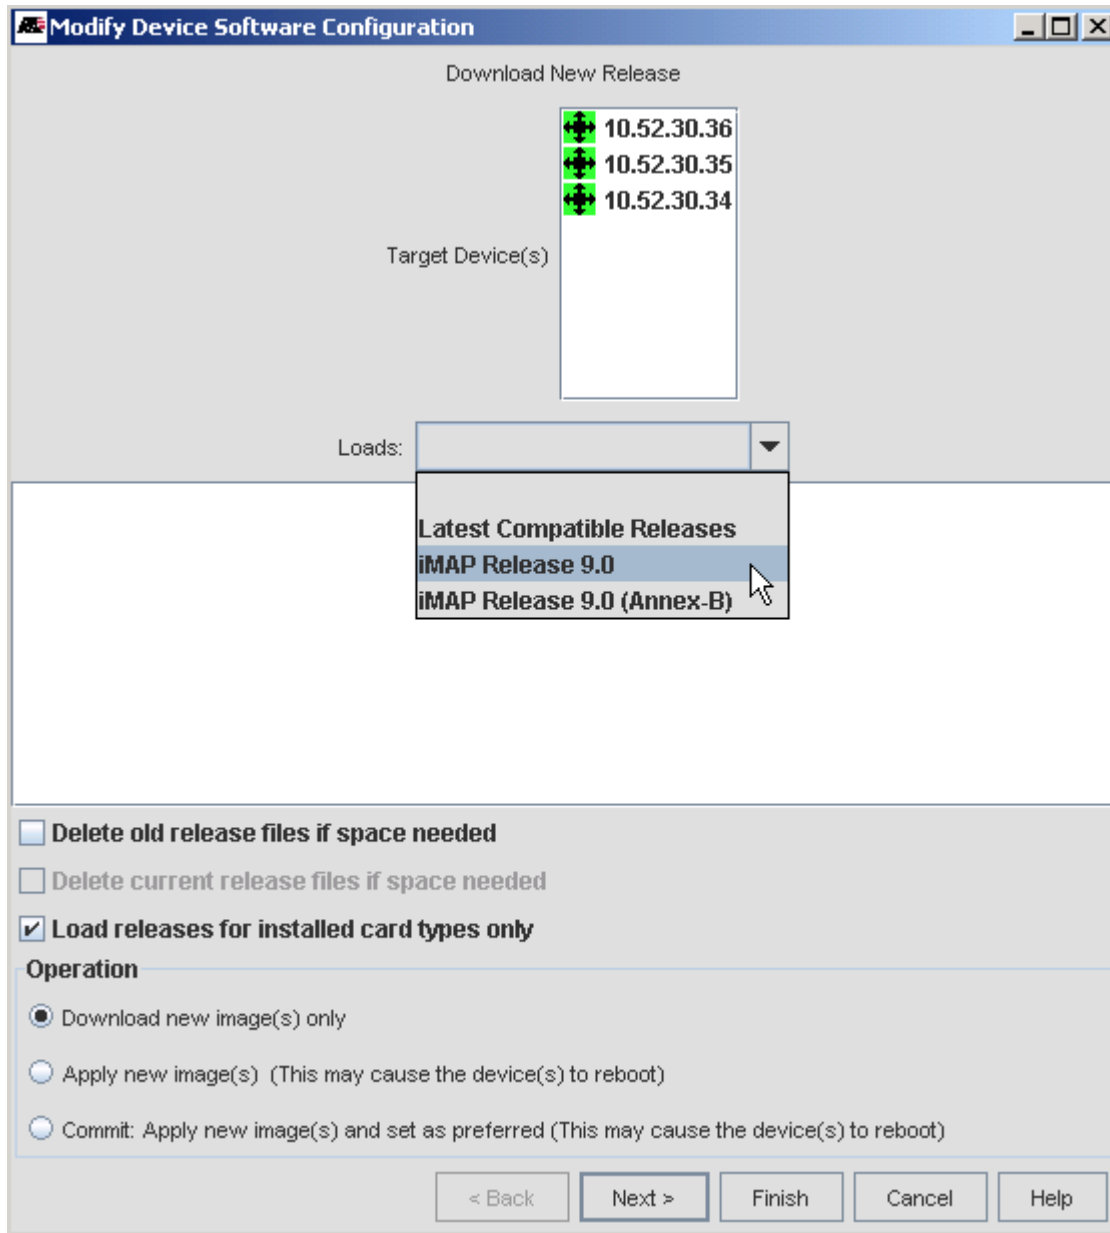 Modify Device Software Configuration
Download New Release
10.52.30.36
10.52.30.35
10.52.30.34
Target Device(s)
Loads:
Latest Compatible Releases
iMAP Release 9.0
iMAP Release 9.0 (Annex-B)
Delete old release files if space needed
Delete current release files if space needed
Load releases for installed card types only
Operation
Download new image(s) only
Apply new image(s)  (This may cause the device(s) to reboot)
Commit: Apply new image(s) and set as preferred (This may cause the device(s) to reboot)
< Back Next > Finish Cancel Help